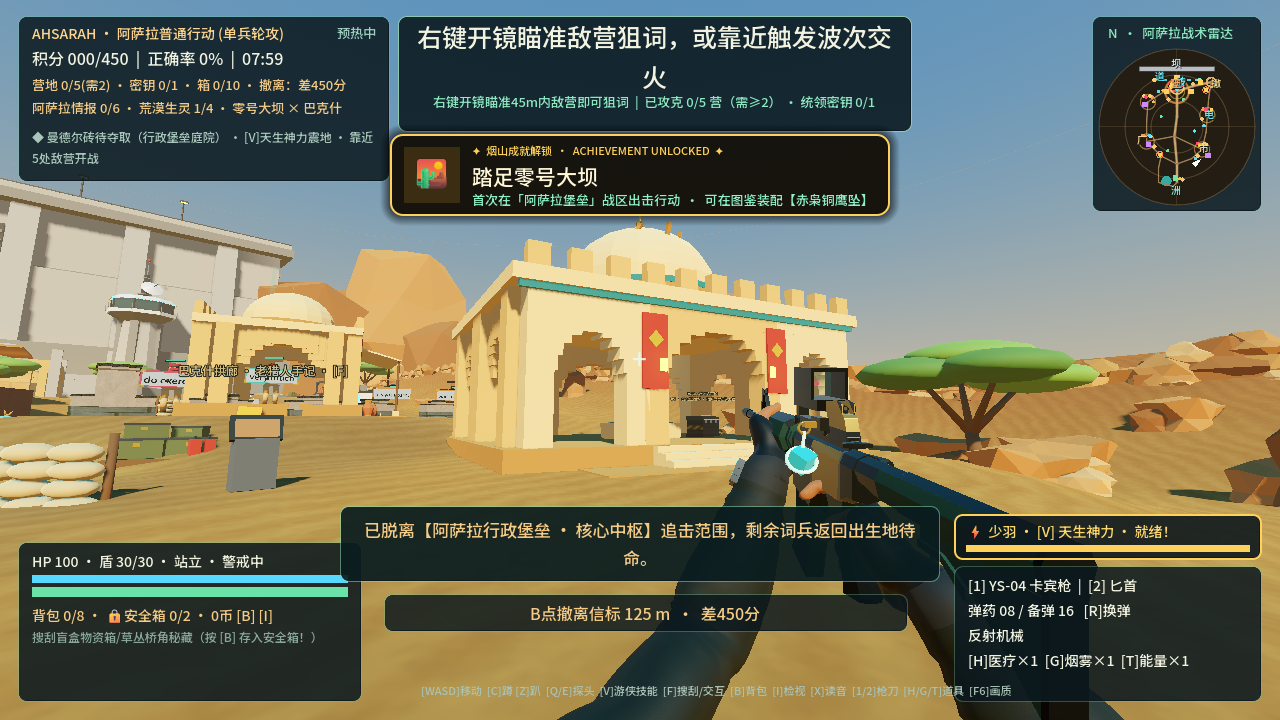 AHSARAH · 阿萨拉普通行动 (单兵轮攻) 预热中
积分 000/450 | 正确率 0% | 07:59
营地 0/5(需2) · 密钥 0/1 · 箱 0/10 · 撤离: 差450分
阿萨拉情报 0/6 · 荒漠生灵 1/4 · 零号大坝 × 巴克什
◆ 曼德尔砖待夺取（行政堡垒庭院） · [V]天生神力震地 · 靠近
5处敌营开战
右键开镜瞄准敌营狙词，或靠近触发波次交
火
右键开镜瞄准45m内敌营即可狙词 | 已攻克 0/5 营（需≥2） · 统领密钥 0/1
✦ 烟山成就解锁 · ACHIEVEMENT UNLOCKED ✦
踏足零号大坝
首次在「阿萨拉堡垒」战区出击行动 · 可在图鉴装配【赤枭铜鹰坠】
N · 阿萨拉战术雷达
坝
道
电
厂
市
洲
巴克什拱廊 · 老猎人手记 · [F]
已脱离【阿萨拉行政堡垒 · 核心中枢】追击范围，剩余词兵返回出生地待
命。
B点撤离信标 125 m · 差450分
HP 100 · 盾 30/30 · 站立 · 警戒中
背包 0/8 · 🔒安全箱 0/2 · 0币 [B] [I]
搜刮盲盒物资箱/草丛桥角秘藏（按 [B] 存入安全箱！）
⚡ 少羽 · [V] 天生神力 · 就绪!
[1] YS-04 卡宾枪 | [2] 匕首
弹药 08 / 备弹 16 [R]换弹
反射机械
[H]医疗×1 [G]烟雾×1 [T]能量×1
[WASD]移动 [C]蹲 [Z]趴 [Q/E]探头 [V]游侠技能 [F]搜刮/交互 [B]背包 [I]检视 [X]读音 [1/2]枪刀 [H/G/T]道具 [F6]画质